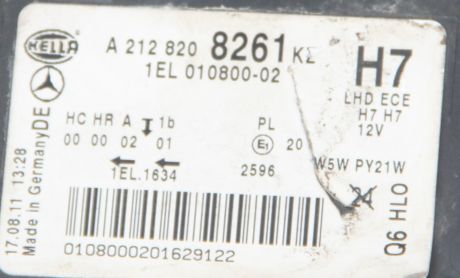 HELLA
A 212 820 8261 KZ
1EL 010800-02
H7
LHD ECE
H7 H7
12V
DE
HC HR A 1b
00 00 02 01
PL
E1 20
2596
1EL.1634
W5W PY21W
24
Q6 HLO
17.08.11 13:28
Made in Germany
0108000201629122